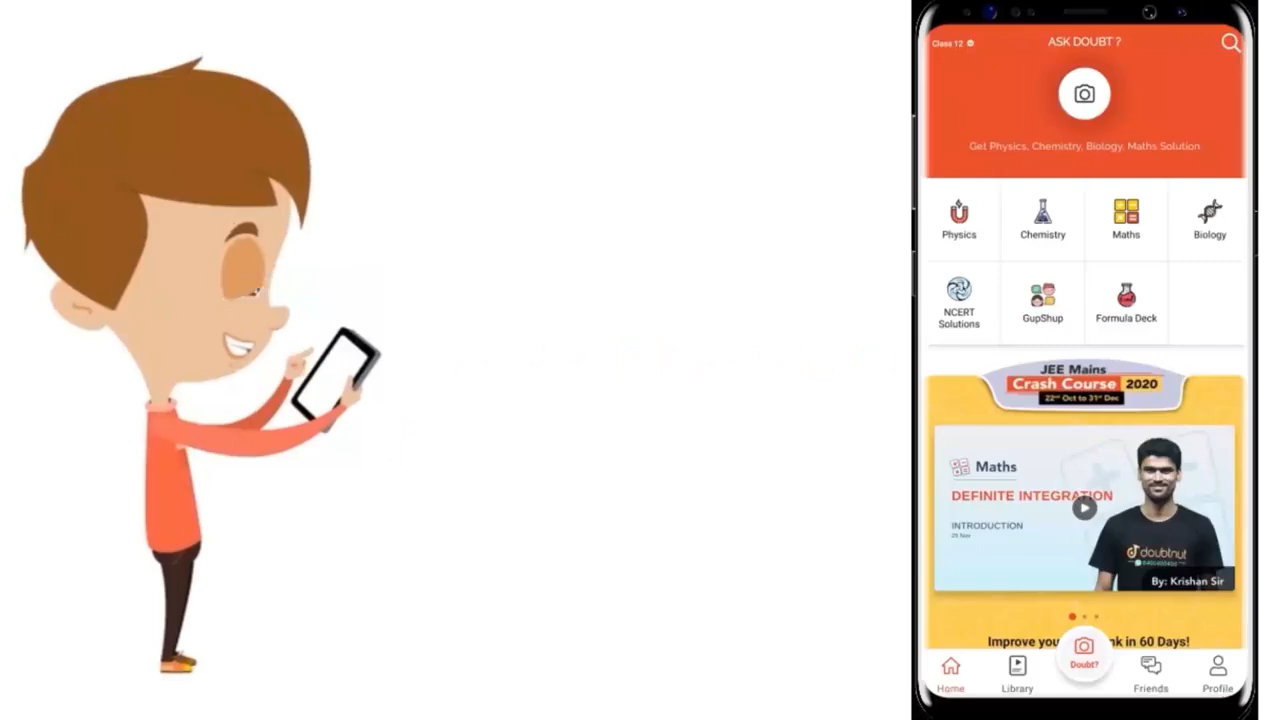 Class 12
ASK DOUBT ?
Get Physics, Chemistry, Biology, Maths Solution
Physics
Chemistry
Maths
Biology
NCERT
Solutions
GupShup
Formula Deck
JEE Mains
Crash Course 2020
22nd Oct to 31st Dec
Maths
DEFINITE INTEGRATION
INTRODUCTION
doubtnut
By: Krishan Sir
Improve you nk in 60 Days!
Doubt?
Home
Library
Friends
Profile